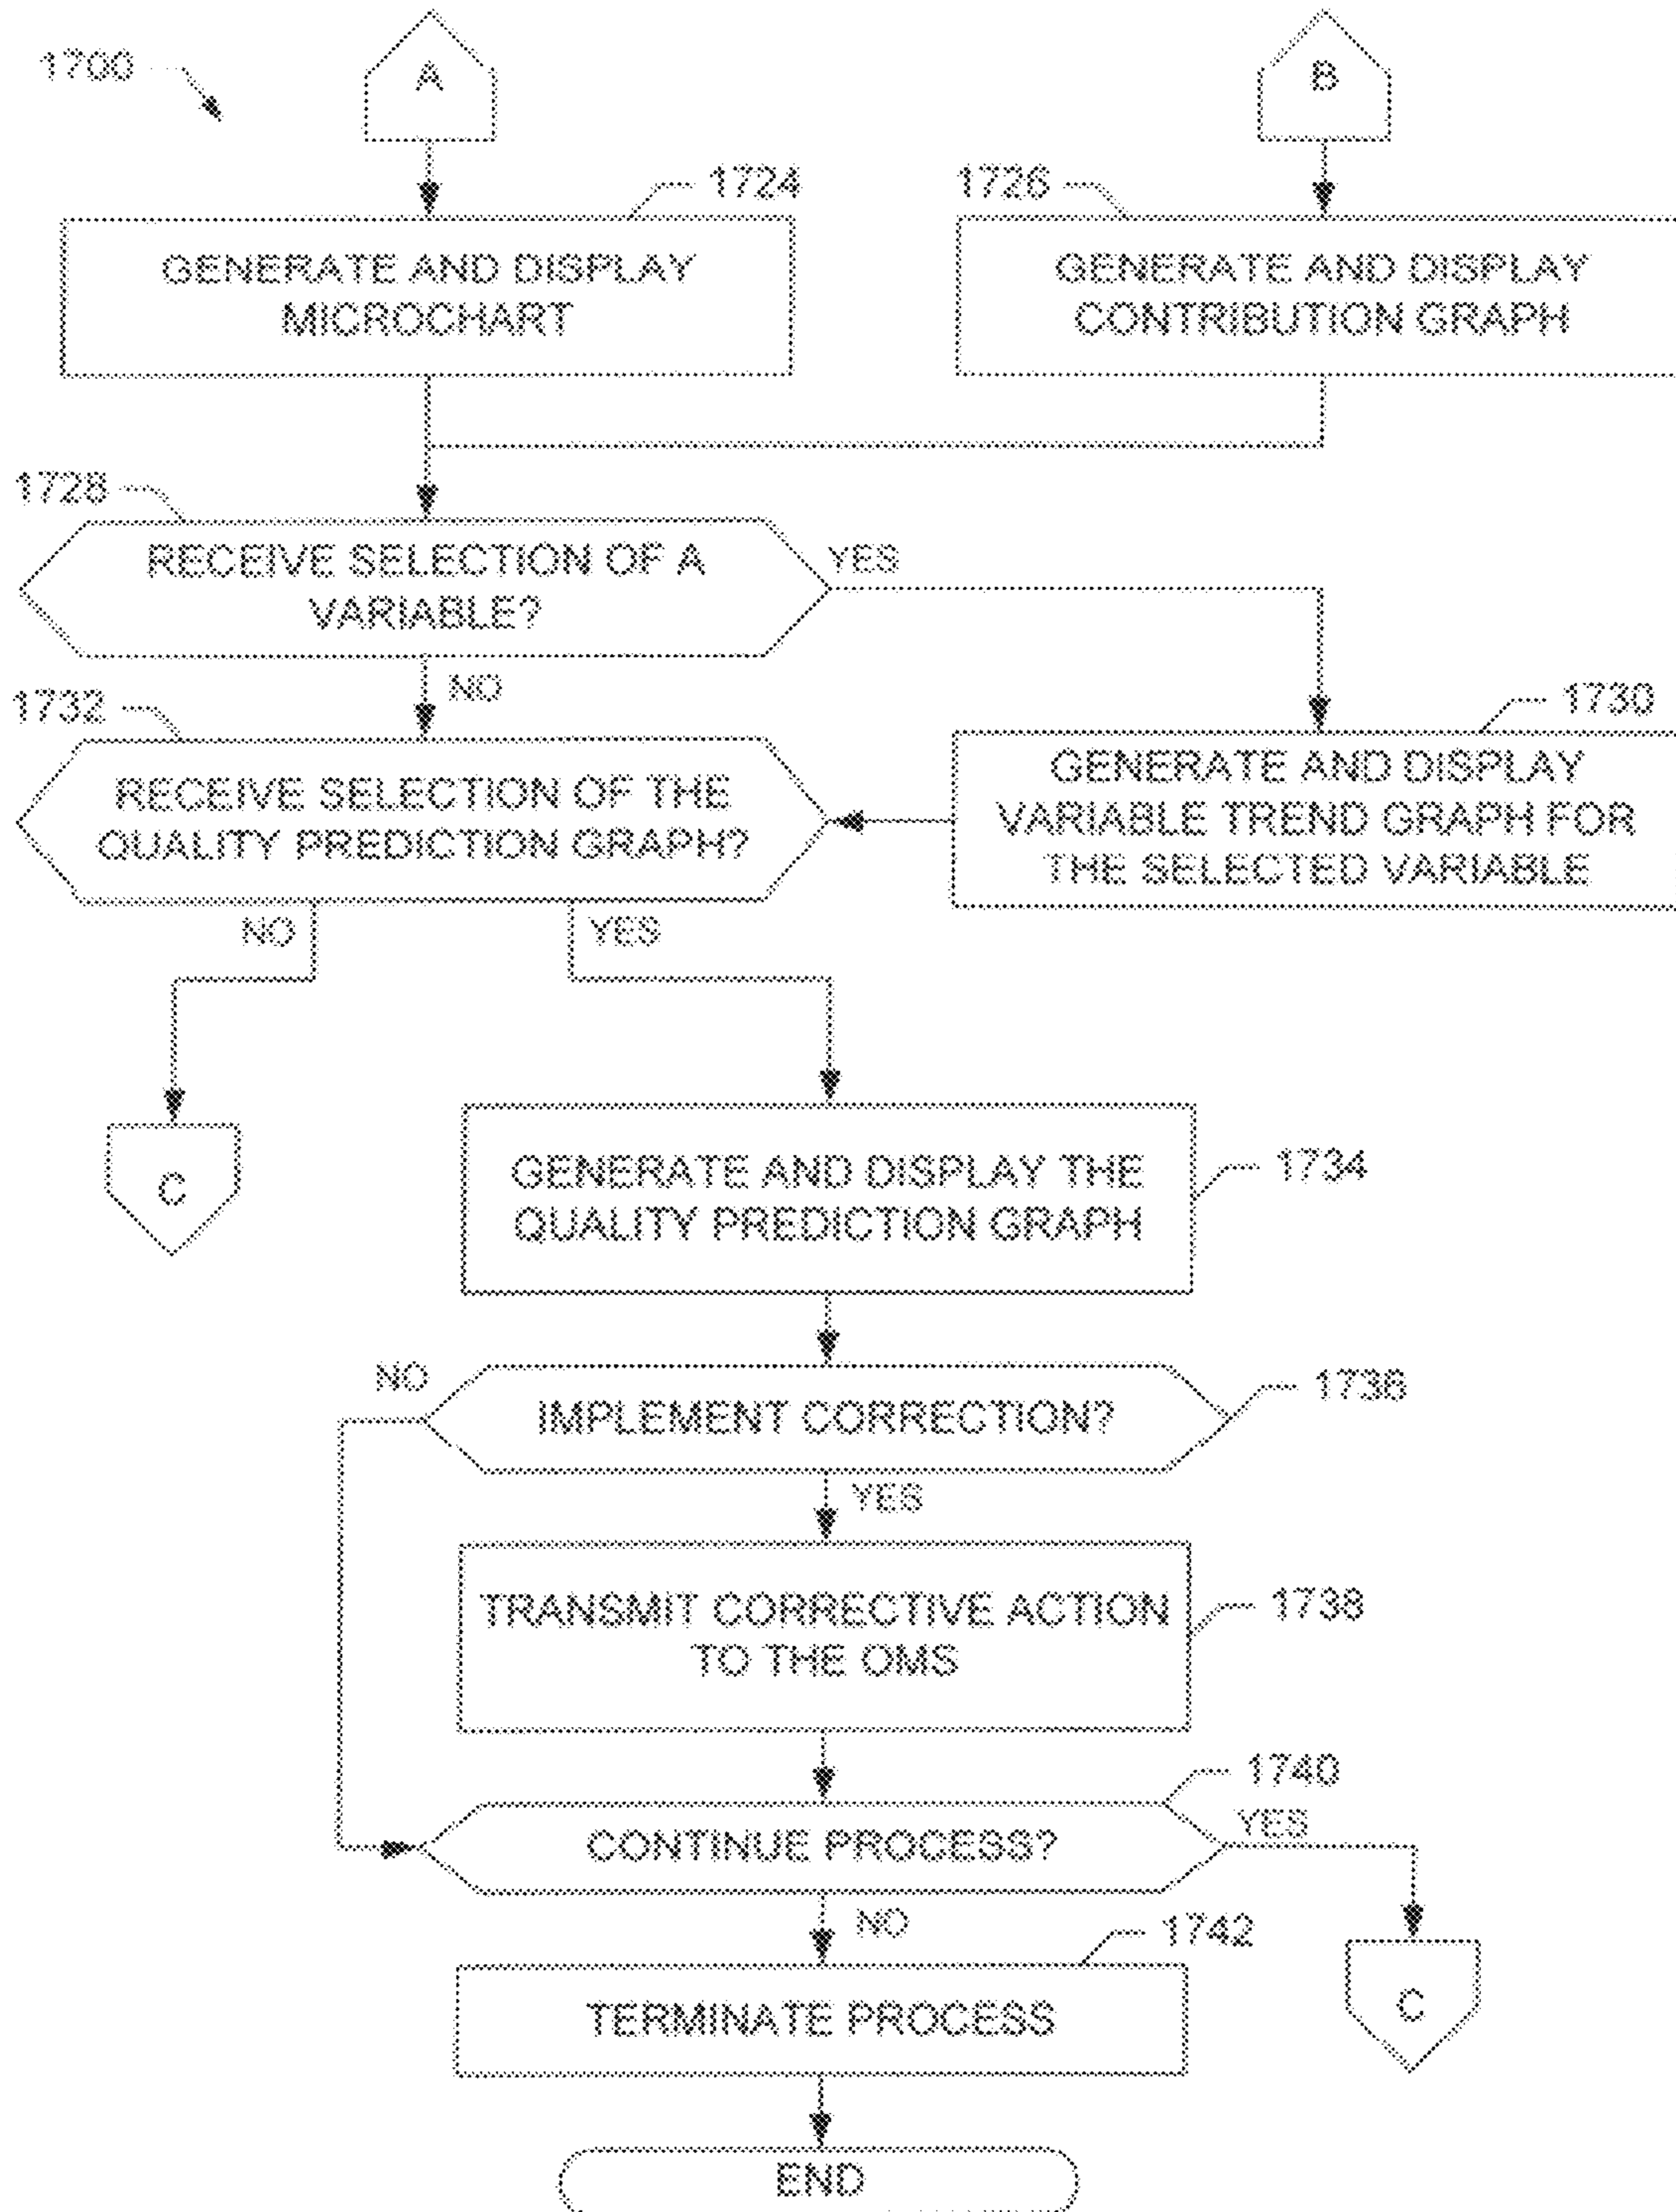 1700
A
B
1724
1726
GENERATE AND DISPLAY
MICROCHART
GENERATE AND DISPLAY
CONTRIBUTION GRAPH
1728
RECEIVE SELECTION OF A
VARIABLE?
YES
NO
1730
1732
GENERATE AND DISPLAY
VARIABLE TREND GRAPH FOR
THE SELECTED VARIABLE
RECEIVE SELECTION OF THE
QUALITY PREDICTION GRAPH?
NO
YES
C
GENERATE AND DISPLAY THE
QUALITY PREDICTION GRAPH
1734
NO
IMPLEMENT CORRECTION?
1736
YES
TRANSMIT CORRECTIVE ACTION
TO THE OMS
1738
1740
CONTINUE PROCESS?
YES
NO
1742
TERMINATE PROCESS
C
END